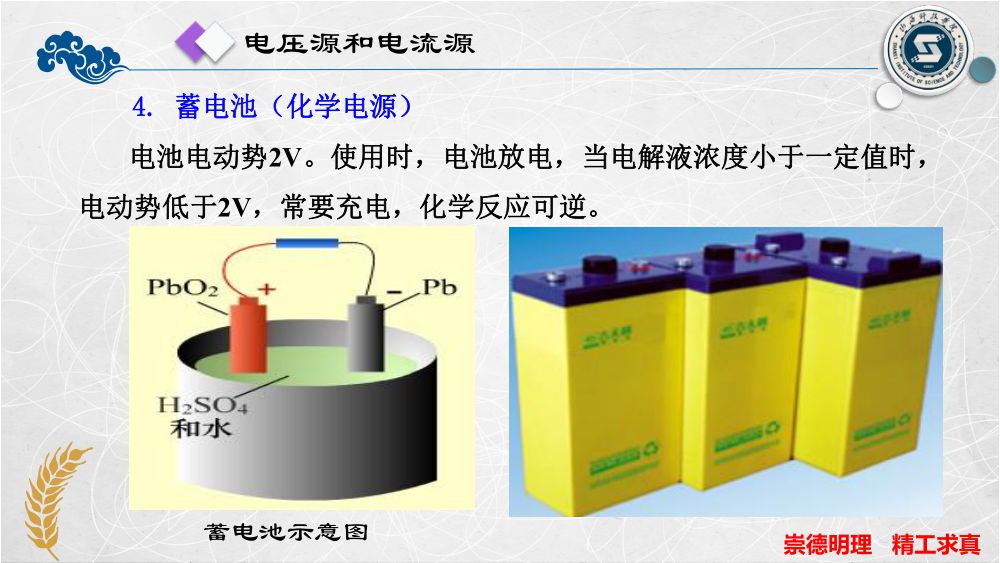 电压源和电流源
4. 蓄电池（化学电源）
电池电动势2V。使用时，电池放电，当电解液浓度小于一定值时，
电动势低于2V，常要充电，化学反应可逆。
PbO₂
+
-
Pb
H₂SO₄
和水
蓄电池示意图
崇德明理 精工求真